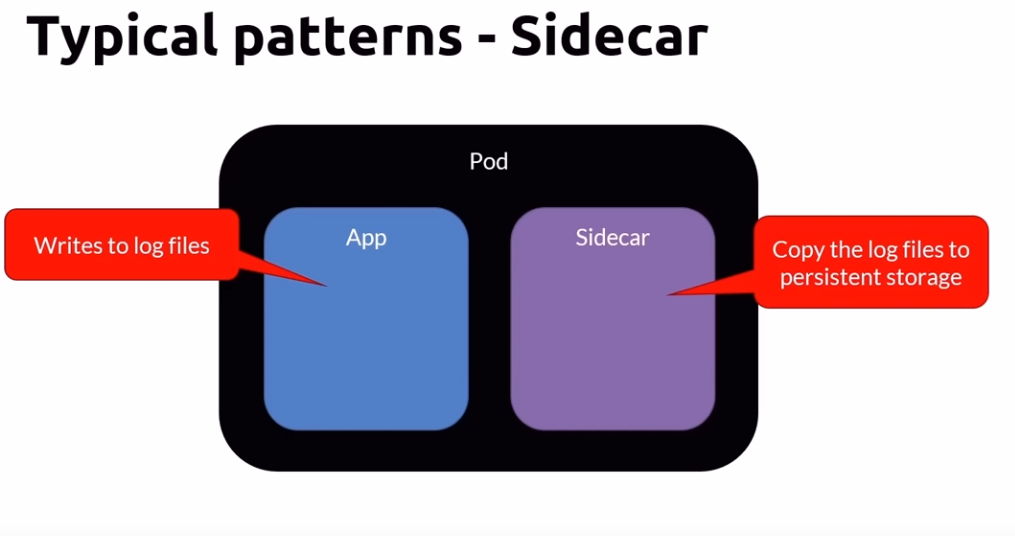 Typical patterns - Sidecar
Pod
Writes to log files
App
Sidecar
Copy the log files to
persistent storage